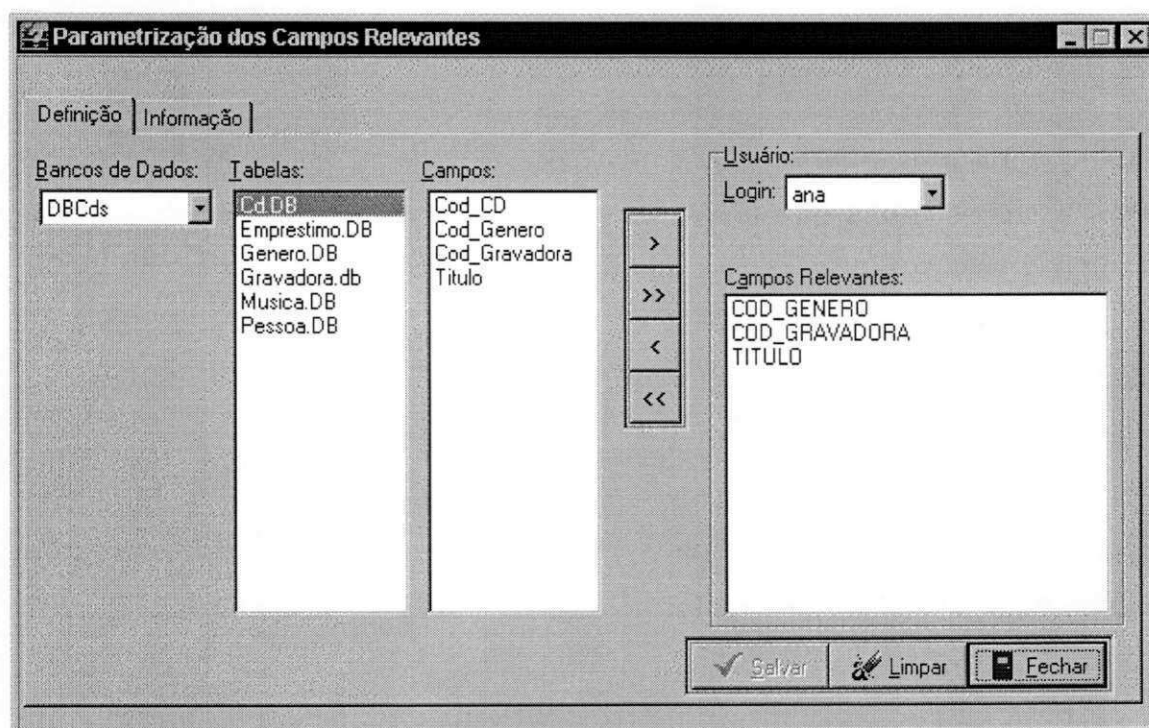 Parametrização dos Campos Relevantes
Definição
Informação
Bancos de Dados:
DBCds
Tabelas:
Cd.DB
Emprestimo.DB
Genero.DB
Gravadora.db
Musica.DB
Pessoa.DB
Campos:
Cod_CD
Cod_Genero
Cod_Gravadora
Titulo
>
>>
<
<<
Usuário:
Login: ana
Campos Relevantes:
COD_GENERO
COD_GRAVADORA
TITULO
Salvar
Limpar
Fechar